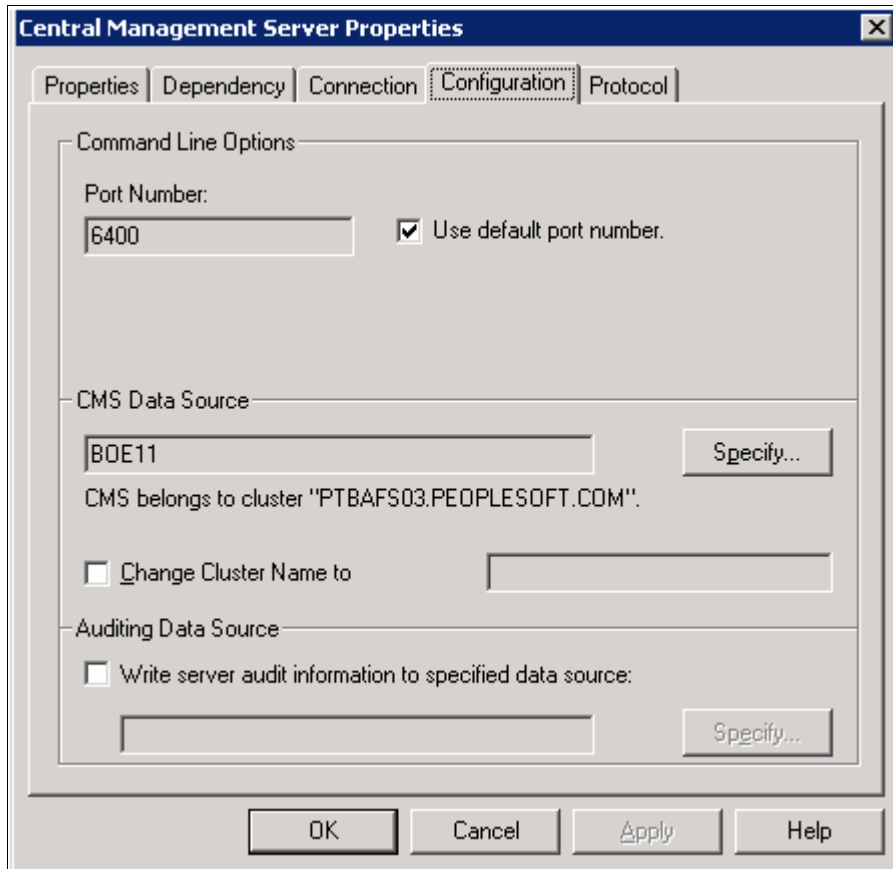 Central Management Server Properties
Properties Dependency Connection Configuration Protocol
Command Line Options
Port Number:
6400 Use default port number.
CMS Data Source
BOE11 Specify...
CMS belongs to cluster "PTBAFS03.PEOPLESOFT.COM".
Change Cluster Name to
Auditing Data Source
Write server audit information to specified data source:
Specify...
OK Cancel Apply Help